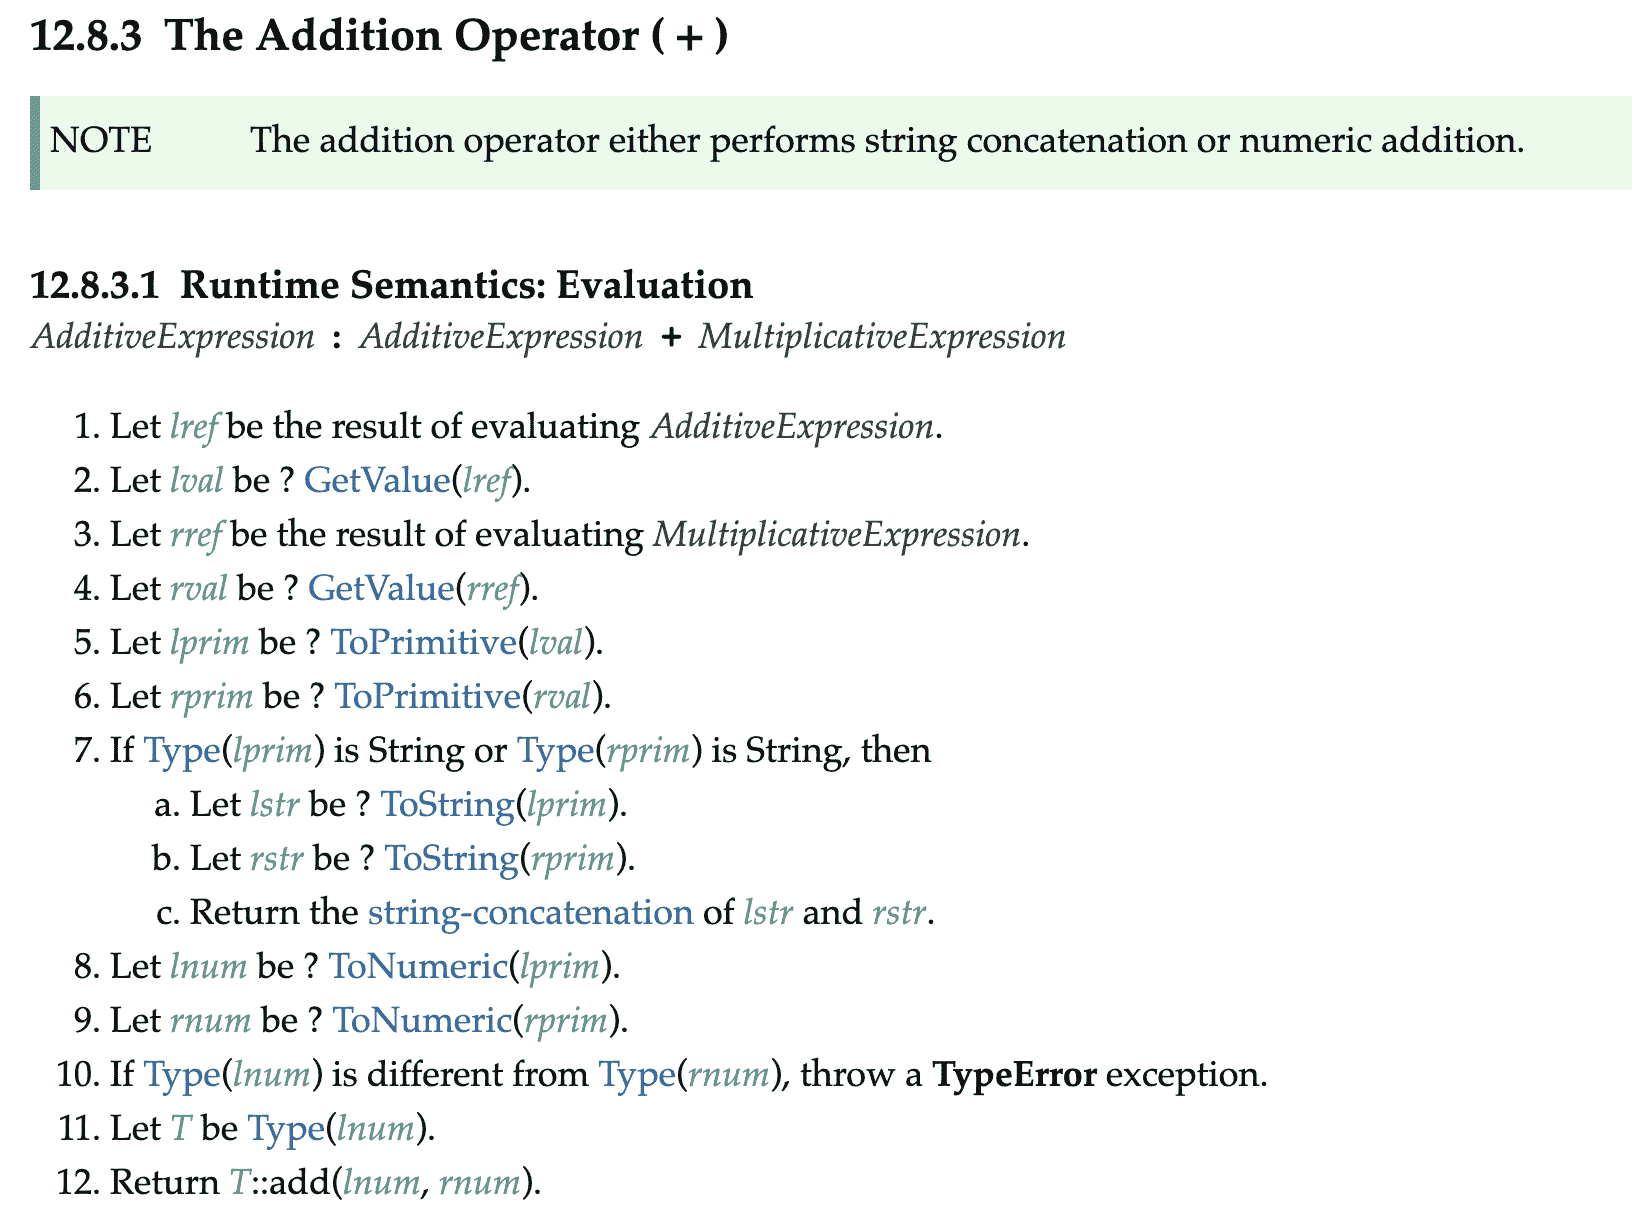 12.8.3 The Addition Operator ( + )
NOTE The addition operator either performs string concatenation or numeric addition.
12.8.3.1 Runtime Semantics: Evaluation
AdditiveExpression : AdditiveExpression + MultiplicativeExpression
1. Let lref be the result of evaluating AdditiveExpression.
2. Let lval be ? GetValue(lref).
3. Let rref be the result of evaluating MultiplicativeExpression.
4. Let rval be ? GetValue(rref).
5. Let lprim be ? ToPrimitive(lval).
6. Let rprim be ? ToPrimitive(rval).
7. If Type(lprim) is String or Type(rprim) is String, then
a. Let lstr be ? ToString(lprim).
b. Let rstr be ? ToString(rprim).
c. Return the string-concatenation of lstr and rstr.
8. Let lnum be ? ToNumeric(lprim).
9. Let rnum be ? ToNumeric(rprim).
10. If Type(lnum) is different from Type(rnum), throw a TypeError exception.
11. Let T be Type(lnum).
12. Return T::add(lnum, rnum).